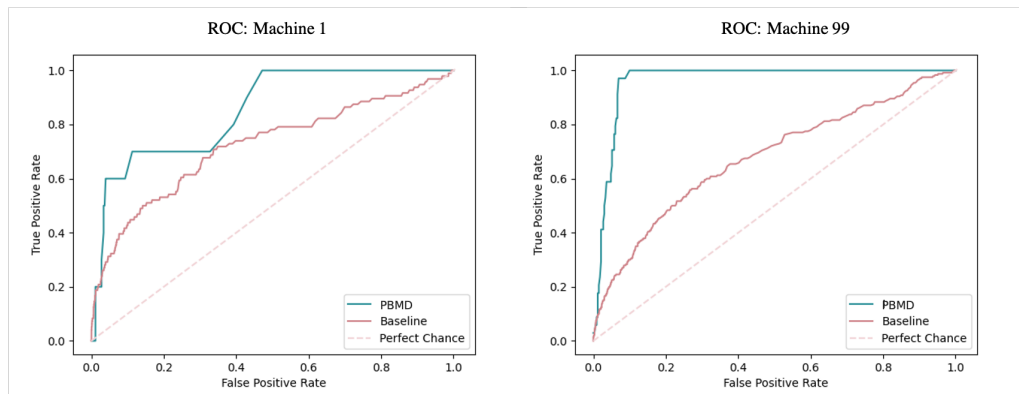 ROC: Machine 1
1.0
0.8
0.6
0.4
0.2
0.0
True Positive Rate
PBMD
Baseline
Perfect Chance
0.0 0.2 0.4 0.6 0.8 1.0
False Positive Rate
ROC: Machine 99
1.0
0.8
0.6
0.4
0.2
0.0
True Positive Rate
PBMD
Baseline
Perfect Chance
0.0 0.2 0.4 0.6 0.8 1.0
False Positive Rate